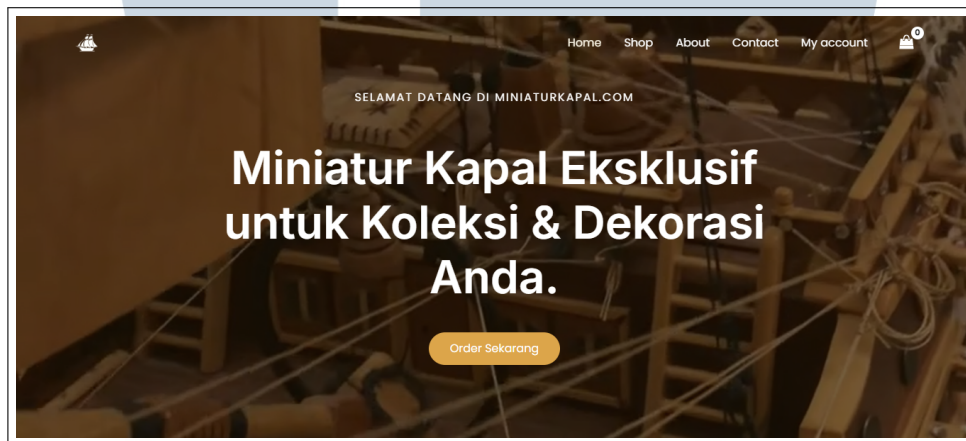 Home Shop About Contact My account 0
SELAMAT DATANG DI MINIATURKAPAL.COM
Miniatur Kapal Eksklusif
untuk Koleksi & Dekorasi
Anda.
Order Sekarang